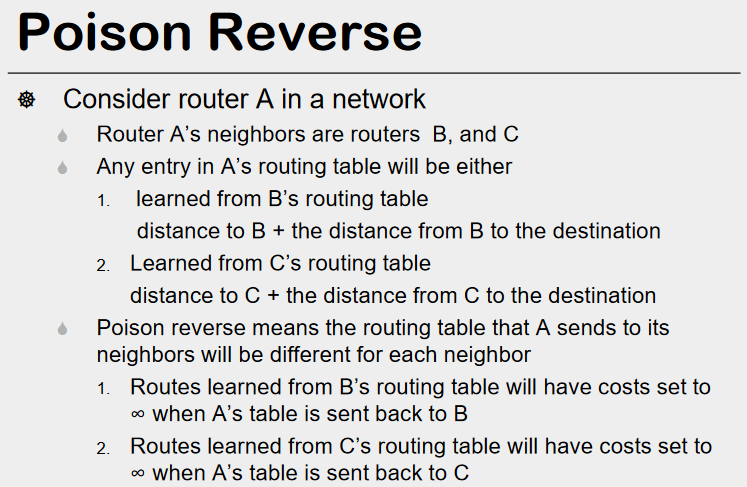 Poison Reverse
Consider router A in a network
Router A's neighbors are routers B, and C
Any entry in A's routing table will be either
1. learned from B's routing table
distance to B + the distance from B to the destination
2. Learned from C's routing table
distance to C + the distance from C to the destination
Poison reverse means the routing table that A sends to its
neighbors will be different for each neighbor
1. Routes learned from B's routing table will have costs set to
∞ when A's table is sent back to B
2. Routes learned from C's routing table will have costs set to
∞ when A's table is sent back to C